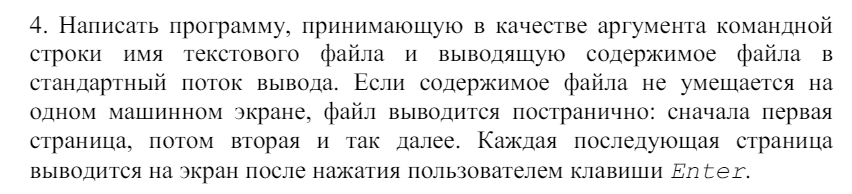 4. Написать программу, принимающую в качестве аргумента командной
строки имя текстового файла и выводящую содержимое файла в
стандартный поток вывода. Если содержимое файла не умещается на
одном машинном экране, файл выводится постранично: сначала первая
страница, потом вторая и так далее. Каждая последующая страница
выводится на экран после нажатия пользователем клавиши Enter.